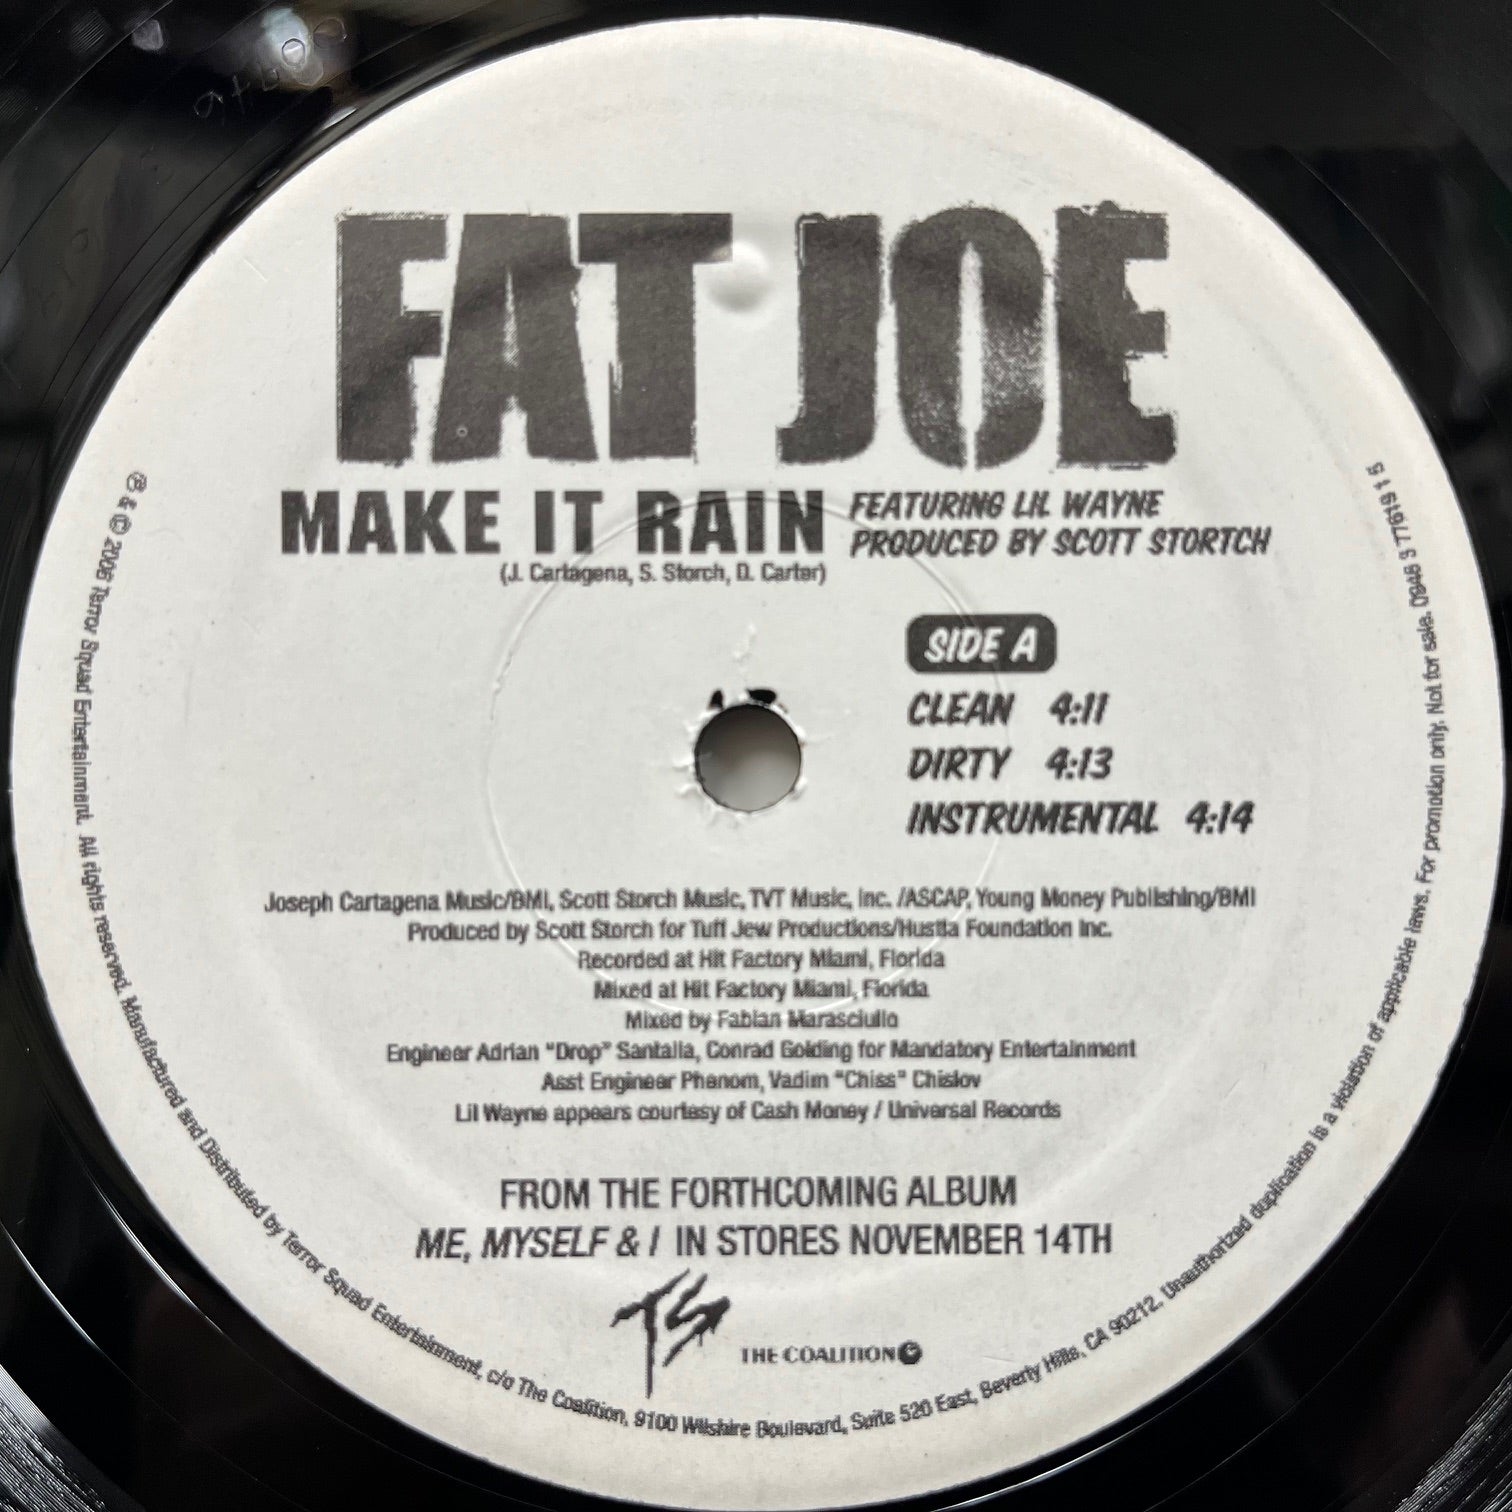 FAT JOE
MAKE IT RAIN
FEATURING LIL WAYNE
PRODUCED BY SCOTT STORTCH
(J. Cartagena, S. Storch, D. Carter)
SIDE A
CLEAN 4:11
DIRTY 4:13
INSTRUMENTAL 4:14
Joseph Cartagena Music/BMI, Scott Storch Music, TVT Music, Inc. /ASCAP, Young Money Publishing/BMI
Produced by Scott Storch for Tuff Jew Productions/Hustla Foundation Inc.
Recorded at Hit Factory Miami, Florida
Mixed at Hit Factory Miami, Florida
Mixed by Fabian Marasciullo
Engineer Adrian "Drop" Santalla, Conrad Golding for Mandatory Entertainment
Asst Engineer Phenom, Vadim "Chiss" Chislov
Lil Wayne appears courtesy of Cash Money / Universal Records
FROM THE FORTHCOMING ALBUM
ME, MYSELF & I IN STORES NOVEMBER 14TH
TS
THE COALITION C
℗ & © 2006 Terror Squad Entertainment. All rights reserved. Manufactured and Distributed by Terror Squad Entertainment, c/o The Coalition, 9100 Wilshire Boulevard, Suite 520 East, Beverly Hills, CA 90212. Unauthorized duplication is a violation of applicable laws. For promotion only. Not for sale. 0946 3 77619 1 5